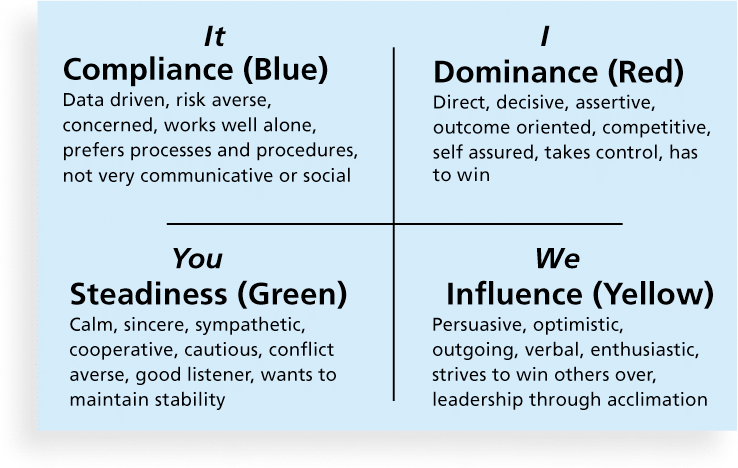 It
Compliance (Blue)
Data driven, risk averse,
concerned, works well alone,
prefers processes and procedures,
not very communicative or social
I
Dominance (Red)
Direct, decisive, assertive,
outcome oriented, competitive,
self assured, takes control, has
to win
You
Steadiness (Green)
Calm, sincere, sympathetic,
cooperative, cautious, conflict
averse, good listener, wants to
maintain stability
We
Influence (Yellow)
Persuasive, optimistic,
outgoing, verbal, enthusiastic,
strives to win others over,
leadership through acclimation